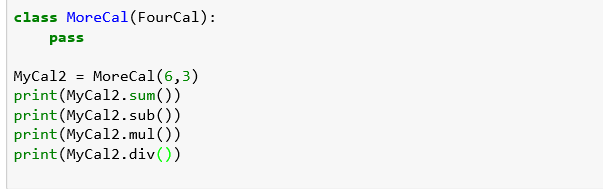 class MoreCal(FourCal):
    pass
MyCal2 = MoreCal(6,3)
print(MyCal2.sum())
print(MyCal2.sub())
print(MyCal2.mul())
print(MyCal2.div())